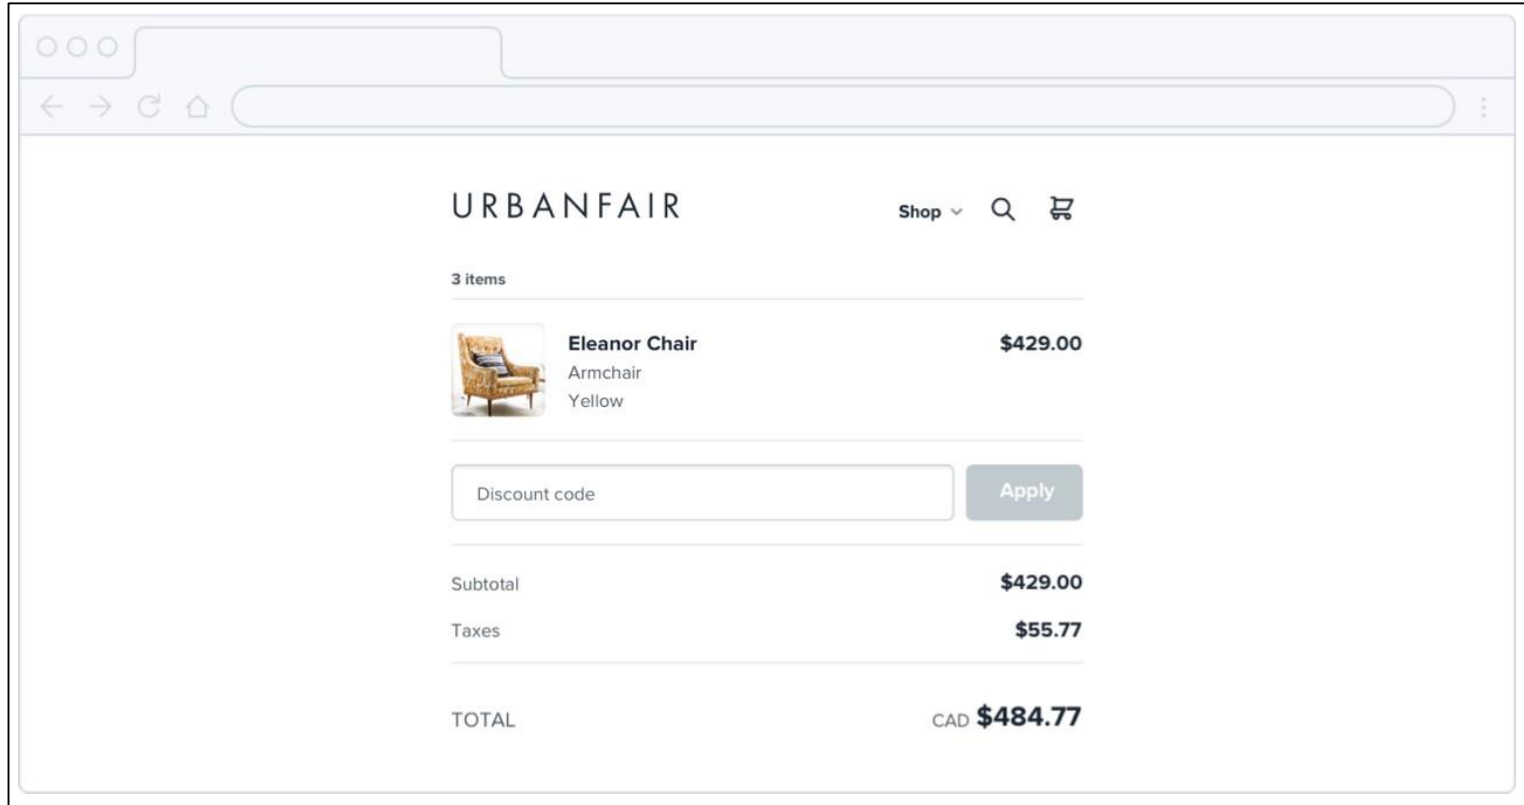 URBANFAIR
Shop
3 items
Eleanor Chair $429.00
Armchair
Yellow
Discount code Apply
Subtotal $429.00
Taxes $55.77
TOTAL CAD $484.77